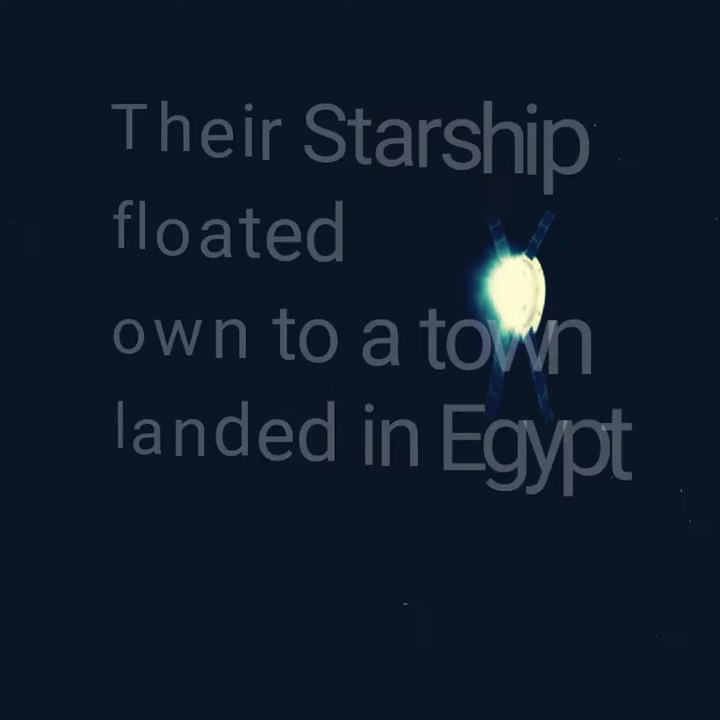 Their Starship
floated
own to a town
landed in Egypt